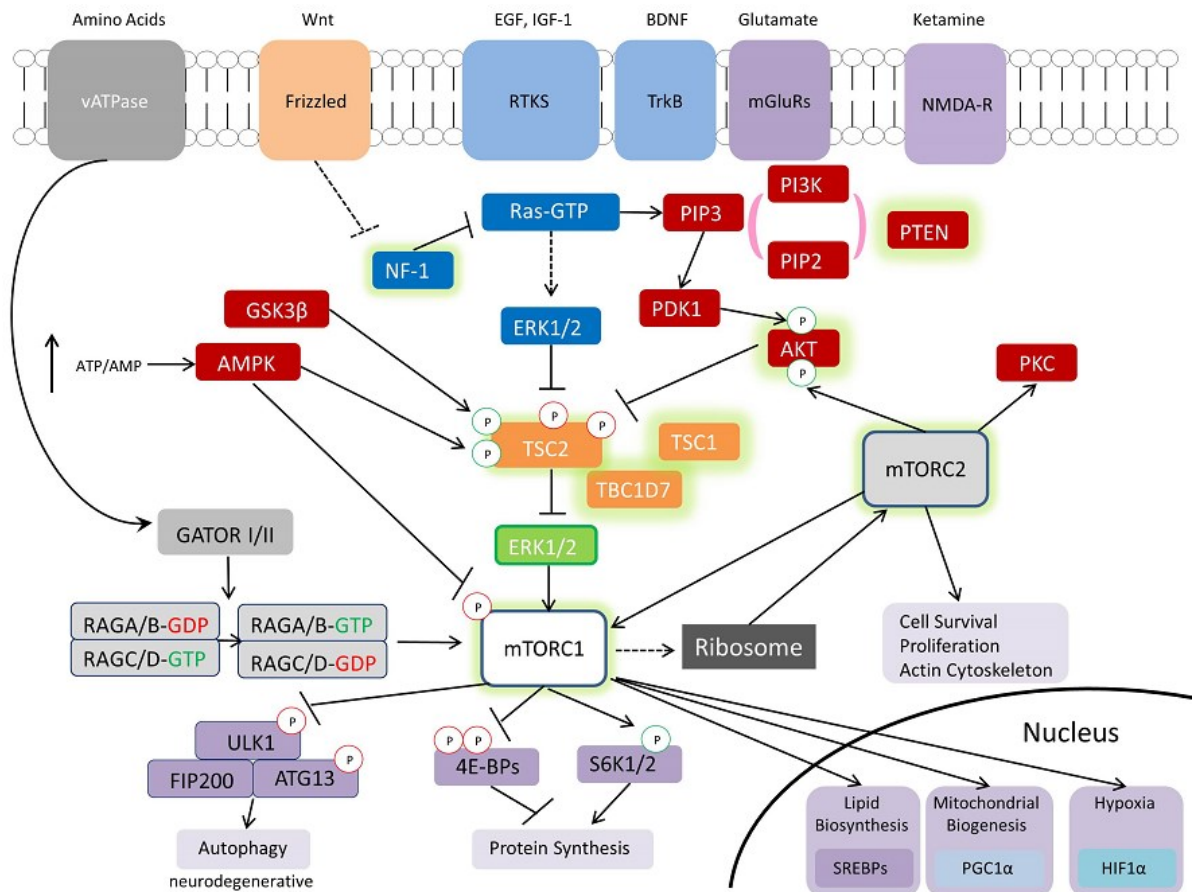 Amino Acids
Wnt
EGF, IGF-1
BDNF
Glutamate
Ketamine
vATPase
Frizzled
RTKS
TrkB
mGluRs
NMDA-R
PI3K
Ras-GTP
PIP3
PTEN
NF-1
PIP2
GSK3β
PDK1
ERK1/2
P
AKT
P
ATP/AMP
AMPK
PKC
P
P
P
P
TSC2
TSC1
TBC1D7
mTORC2
GATOR I/II
ERK1/2
P
RAGA/B-GDP
RAGC/D-GTP
RAGA/B-GTP
RAGC/D-GDP
mTORC1
Ribosome
Cell Survival
Proliferation
Actin Cytoskeleton
P
ULK1
P
FIP200
ATG13
P
P
4E-BPs
P
S6K1/2
Nucleus
Autophagy
neurodegenerative
Protein Synthesis
Lipid
Biosynthesis
SREBPs
Mitochondrial
Biogenesis
PGC1α
Hypoxia
HIF1α